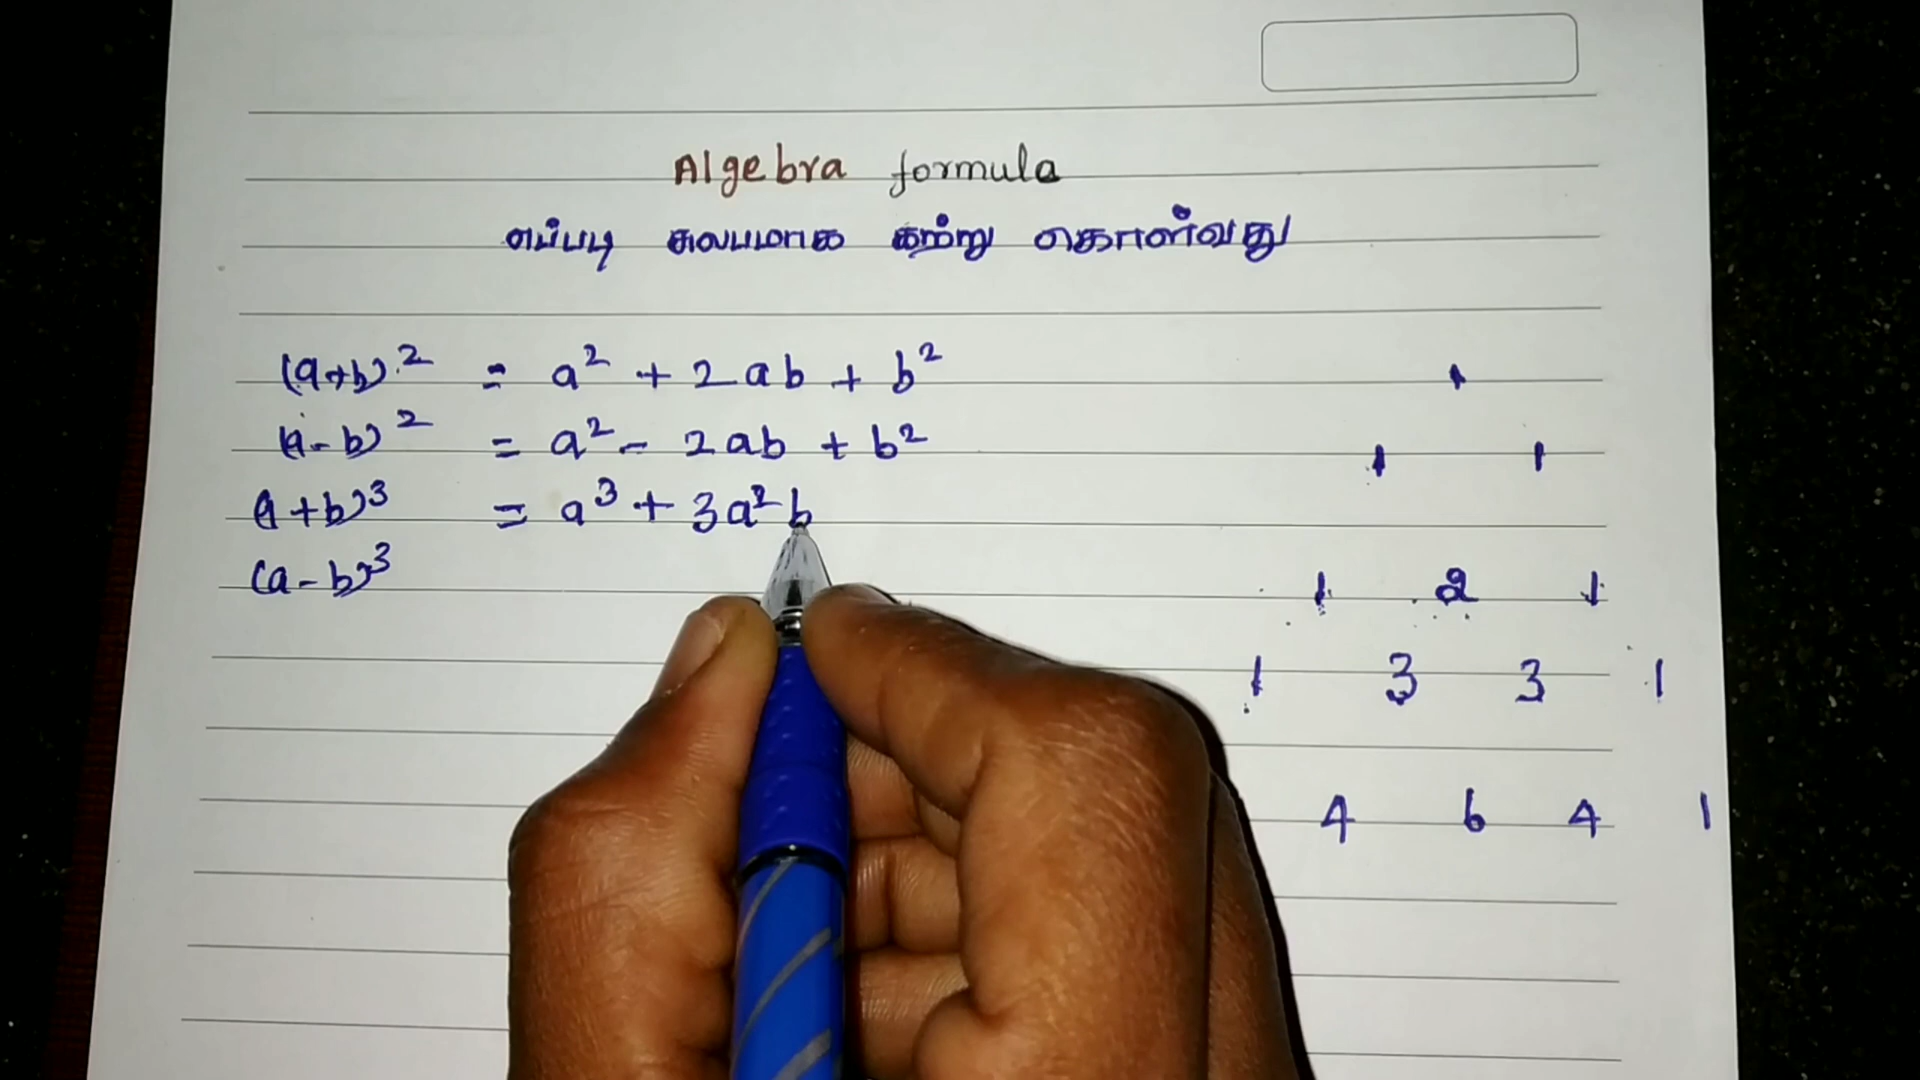 Algebra formula
எப்படி சுலபமாக கற்று கொள்வது
(a+b)² = a² + 2ab + b²
(a-b)² = a² - 2ab + b²
(a+b)³ = a³ + 3a²b
(a-b)³
1
1 1
1 2 1
1 3 3 1
4 6 4 1